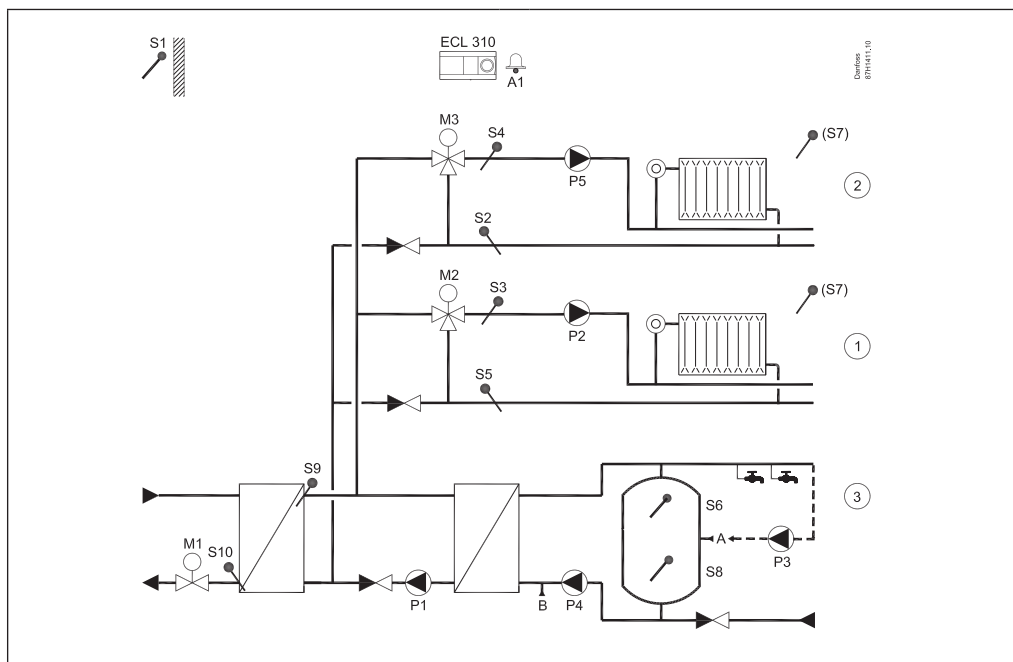 S1
ECL 310
A1
Danfoss
87H1411.10
M3
S4
P5
(S7)
2
S2
M2
S3
P2
(S7)
1
S5
S9
S6
3
M1
S10
A
P3
S8
P1
B
P4